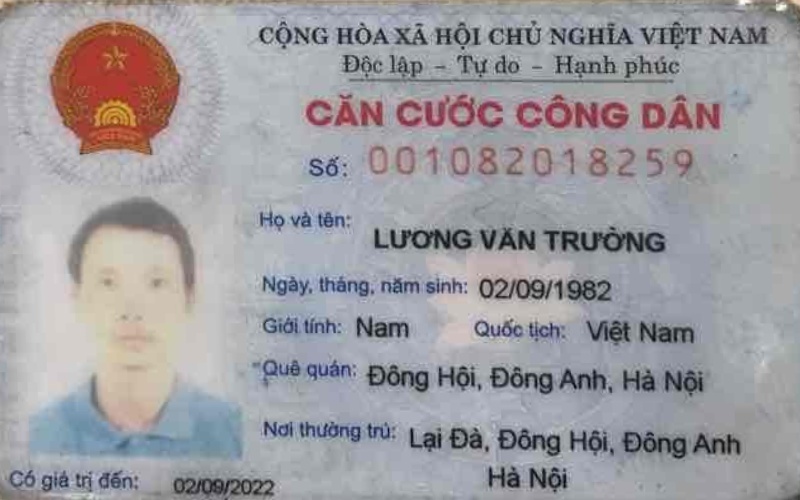 CỘNG HÒA XÃ HỘI CHỦ NGHĨA VIỆT NAM
Độc lập - Tự do - Hạnh phúc
CĂN CƯỚC CÔNG DÂN
Số: 001082018259
Họ và tên:
LƯƠNG VĂN TRƯỜNG
Ngày, tháng, năm sinh: 02/09/1982
Giới tính: Nam Quốc tịch: Việt Nam
Quê quán: Đông Hội, Đông Anh, Hà Nội
Nơi thường trú: Lại Đà, Đông Hội, Đông Anh
Hà Nội
Có giá trị đến: 02/09/2022